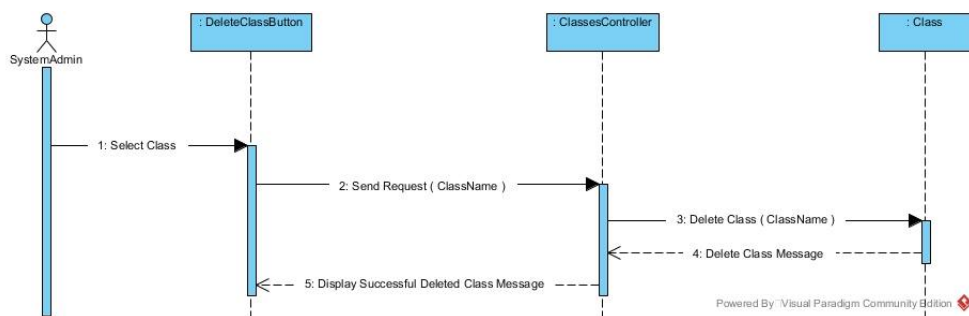 : DeleteClassButton
: ClassesController
: Class
SystemAdmin
1: Select Class
2: Send Request ( ClassName )
3: Delete Class ( ClassName )
4: Delete Class Message
5: Display Successful Deleted Class Message
Powered By Visual Paradigm Community Edition